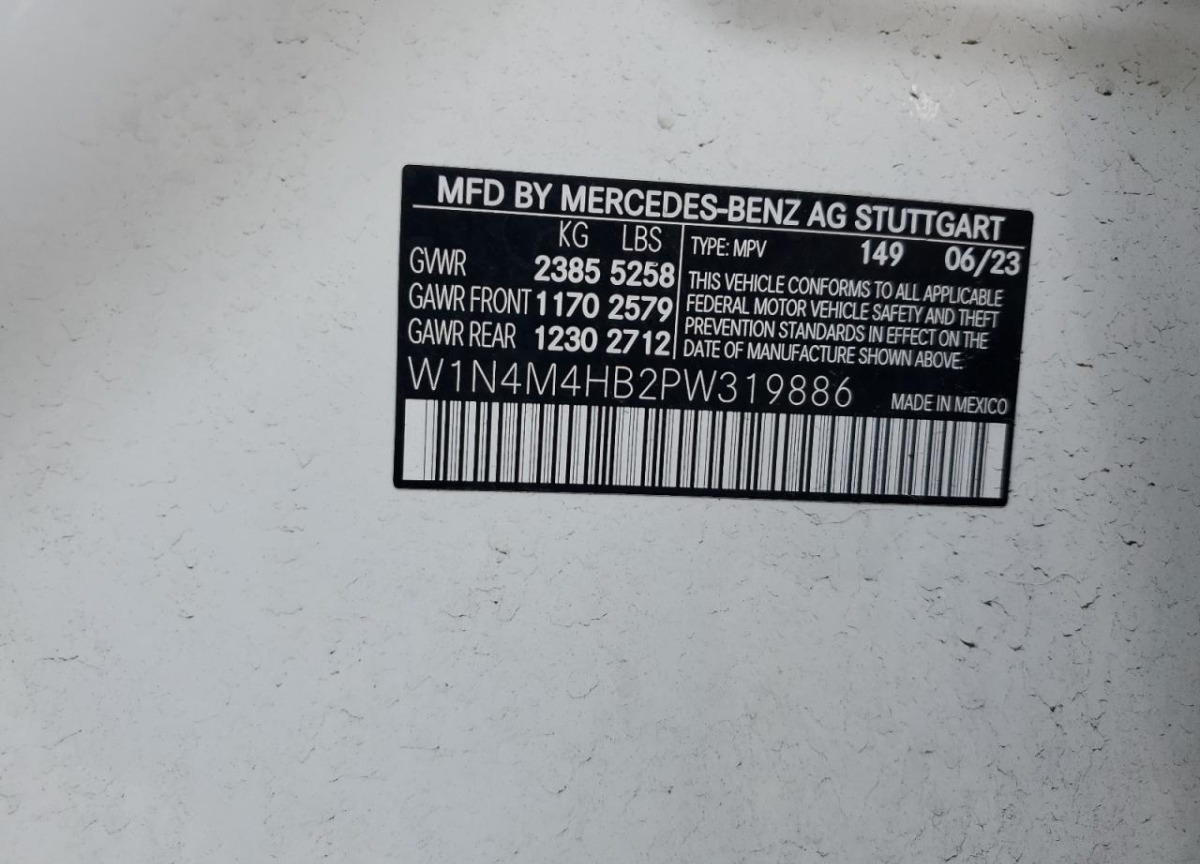 MFD BY MERCEDES-BENZ AG STUTTGART
KG LBS
GVWR 2385 5258
GAWR FRONT 1170 2579
GAWR REAR 1230 2712
TYPE: MPV 149 06/23
THIS VEHICLE CONFORMS TO ALL APPLICABLE
FEDERAL MOTOR VEHICLE SAFETY AND THEFT
PREVENTION STANDARDS IN EFFECT ON THE
DATE OF MANUFACTURE SHOWN ABOVE.
W1N4M4HB2PW319886
MADE IN MEXICO